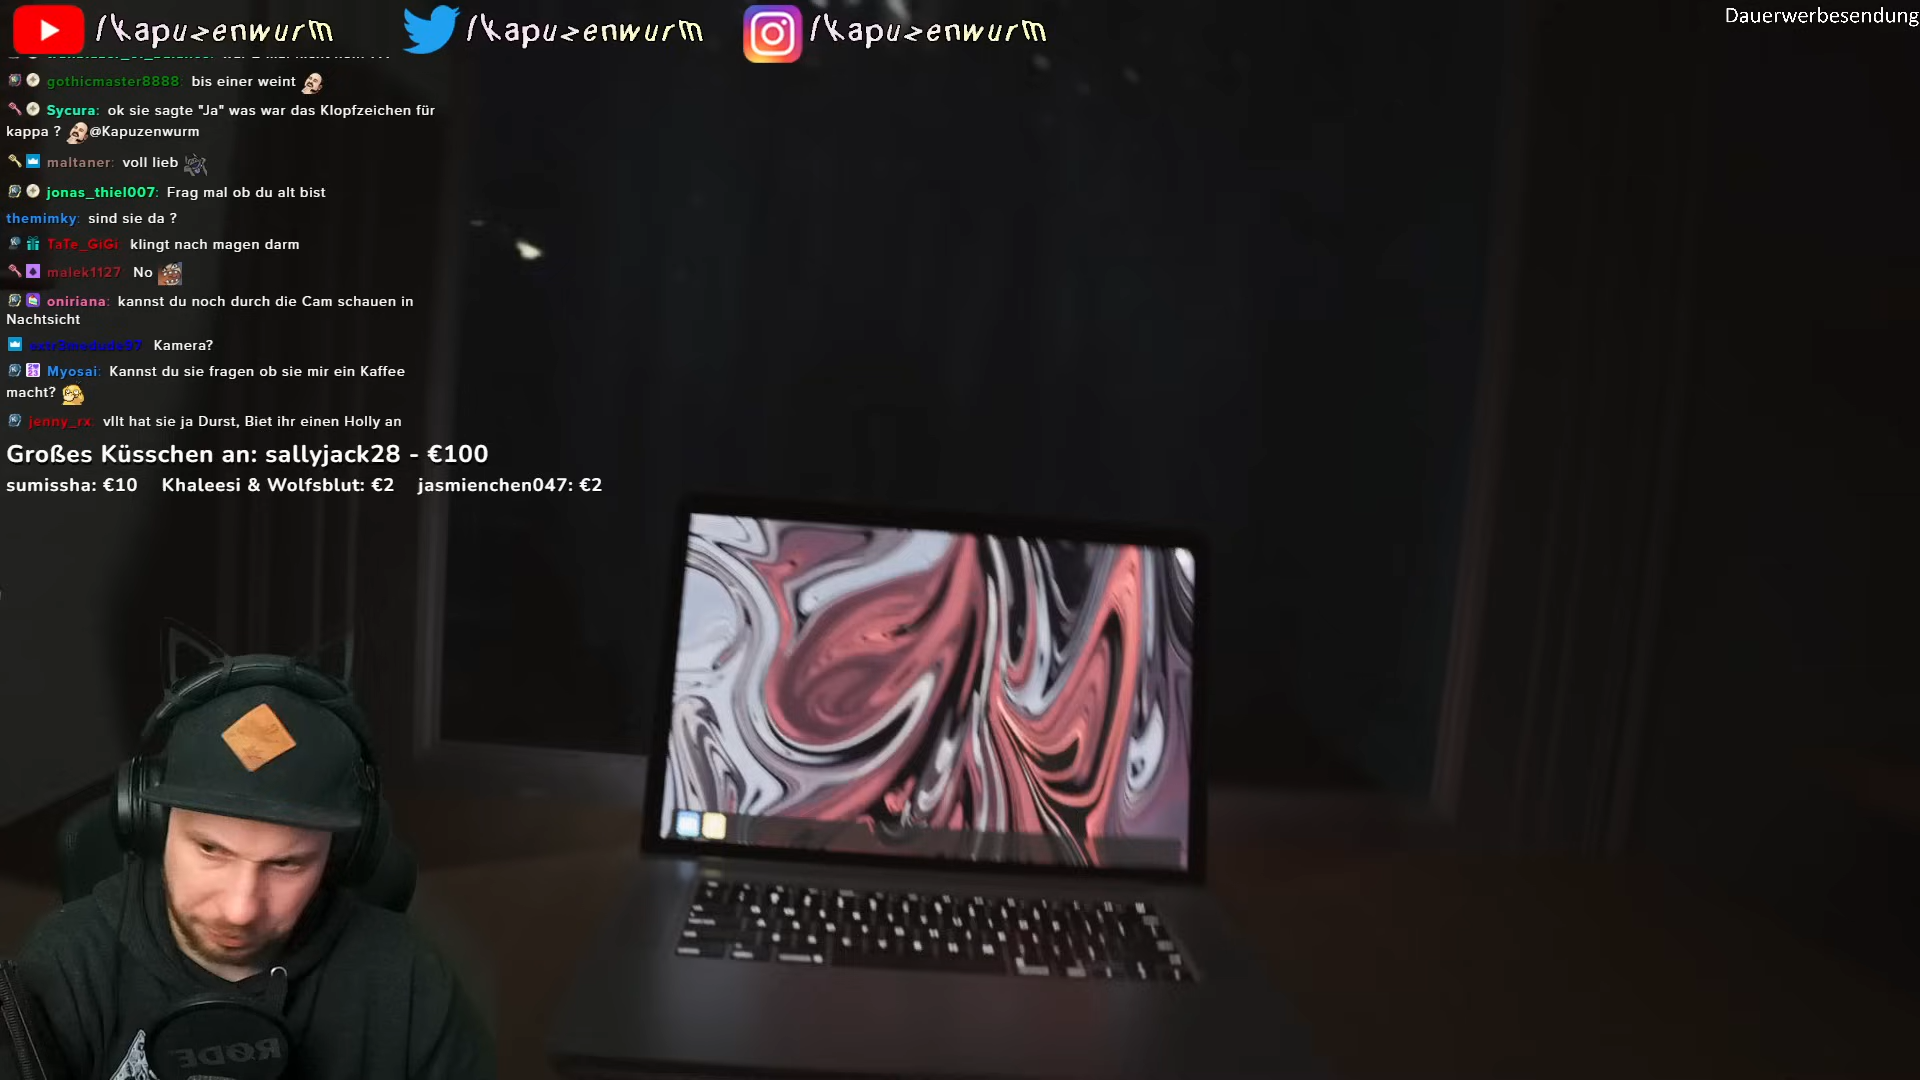 /kapuzenwurm /kapuzenwurm /kapuzenwurm
Dauerwerbesendung
gothicmaster8888: bis einer weint
Sycura: ok sie sagte "Ja" was war das Klopfzeichen für
kappa ? @Kapuzenwurm
maltaner: voll lieb
jonas_thiel007: Frag mal ob du alt bist
themimky: sind sie da ?
TaTe_GiGi: klingt nach magen darm
malek1127 No
oniriana: kannst du noch durch die Cam schauen in
Nachtsicht
Kamera?
Myosai: Kannst du sie fragen ob sie mir ein Kaffee
macht?
jenny_rx: vllt hat sie ja Durst, Biet ihr einen Holly an
Großes Küsschen an: sallyjack28 - €100
sumissha: €10 Khaleesi & Wolfsblut: €2 jasmienchen047: €2
RØDE